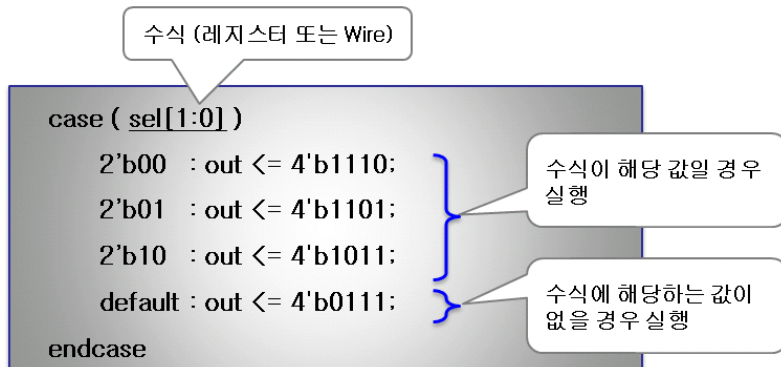 수식 (레지스터 또는 Wire)
case ( sel[1:0] )
2'b00 : out <= 4'b1110;
2'b01 : out <= 4'b1101;
2'b10 : out <= 4'b1011;
default : out <= 4'b0111;
endcase
수식이 해당 값일 경우
실행
수식에 해당하는 값이
없을 경우 실행